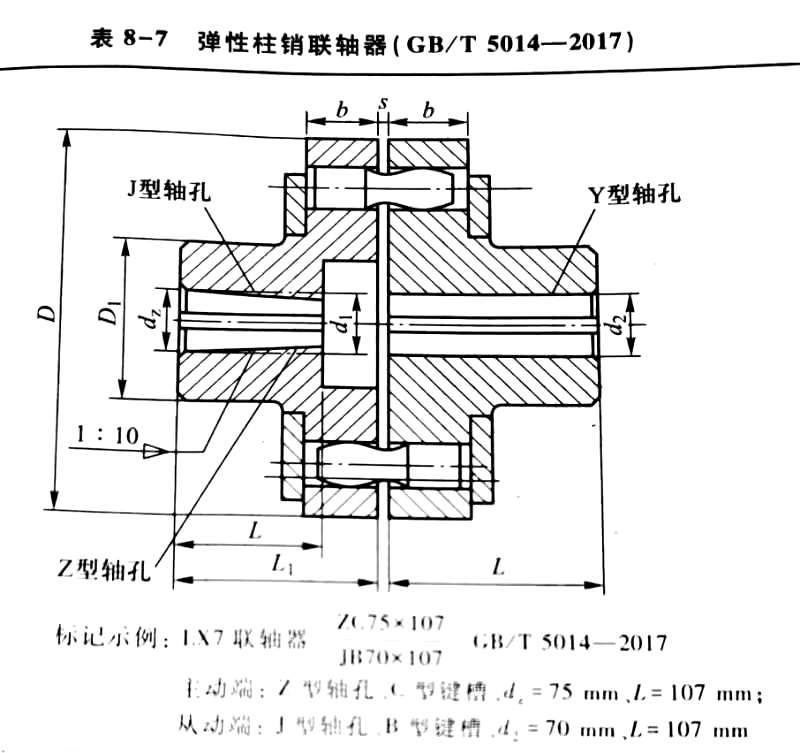 表 8-7 弹性柱销联轴器(GB/T 5014—2017)
b s b
J型轴孔
Y型轴孔
D
D₁
d_z
d₁
d₂
1∶10
L
L₁
L
Z型轴孔
标记示例: LX7 联轴器 ZC75×107 / JB70×107 GB/T 5014—2017
主动端: Z 型轴孔、C 型键槽、d_z = 75 mm、L = 107 mm;
从动端: J 型轴孔、B 型键槽、d₂ = 70 mm、L = 107 mm